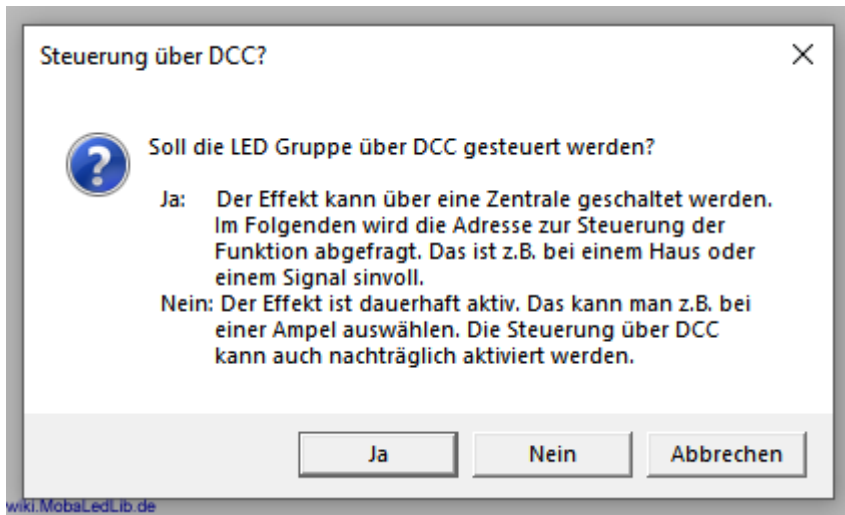 Steuerung über DCC?
Soll die LED Gruppe über DCC gesteuert werden?
Ja: Der Effekt kann über eine Zentrale geschaltet werden.
Im Folgenden wird die Adresse zur Steuerung der
Funktion abgefragt. Das ist z.B. bei einem Haus oder
einem Signal sinvoll.
Nein: Der Effekt ist dauerhaft aktiv. Das kann man z.B. bei
einer Ampel auswählen. Die Steuerung über DCC
kann auch nachträglich aktiviert werden.
Ja Nein Abbrechen
wiki.MobaLedLib.de